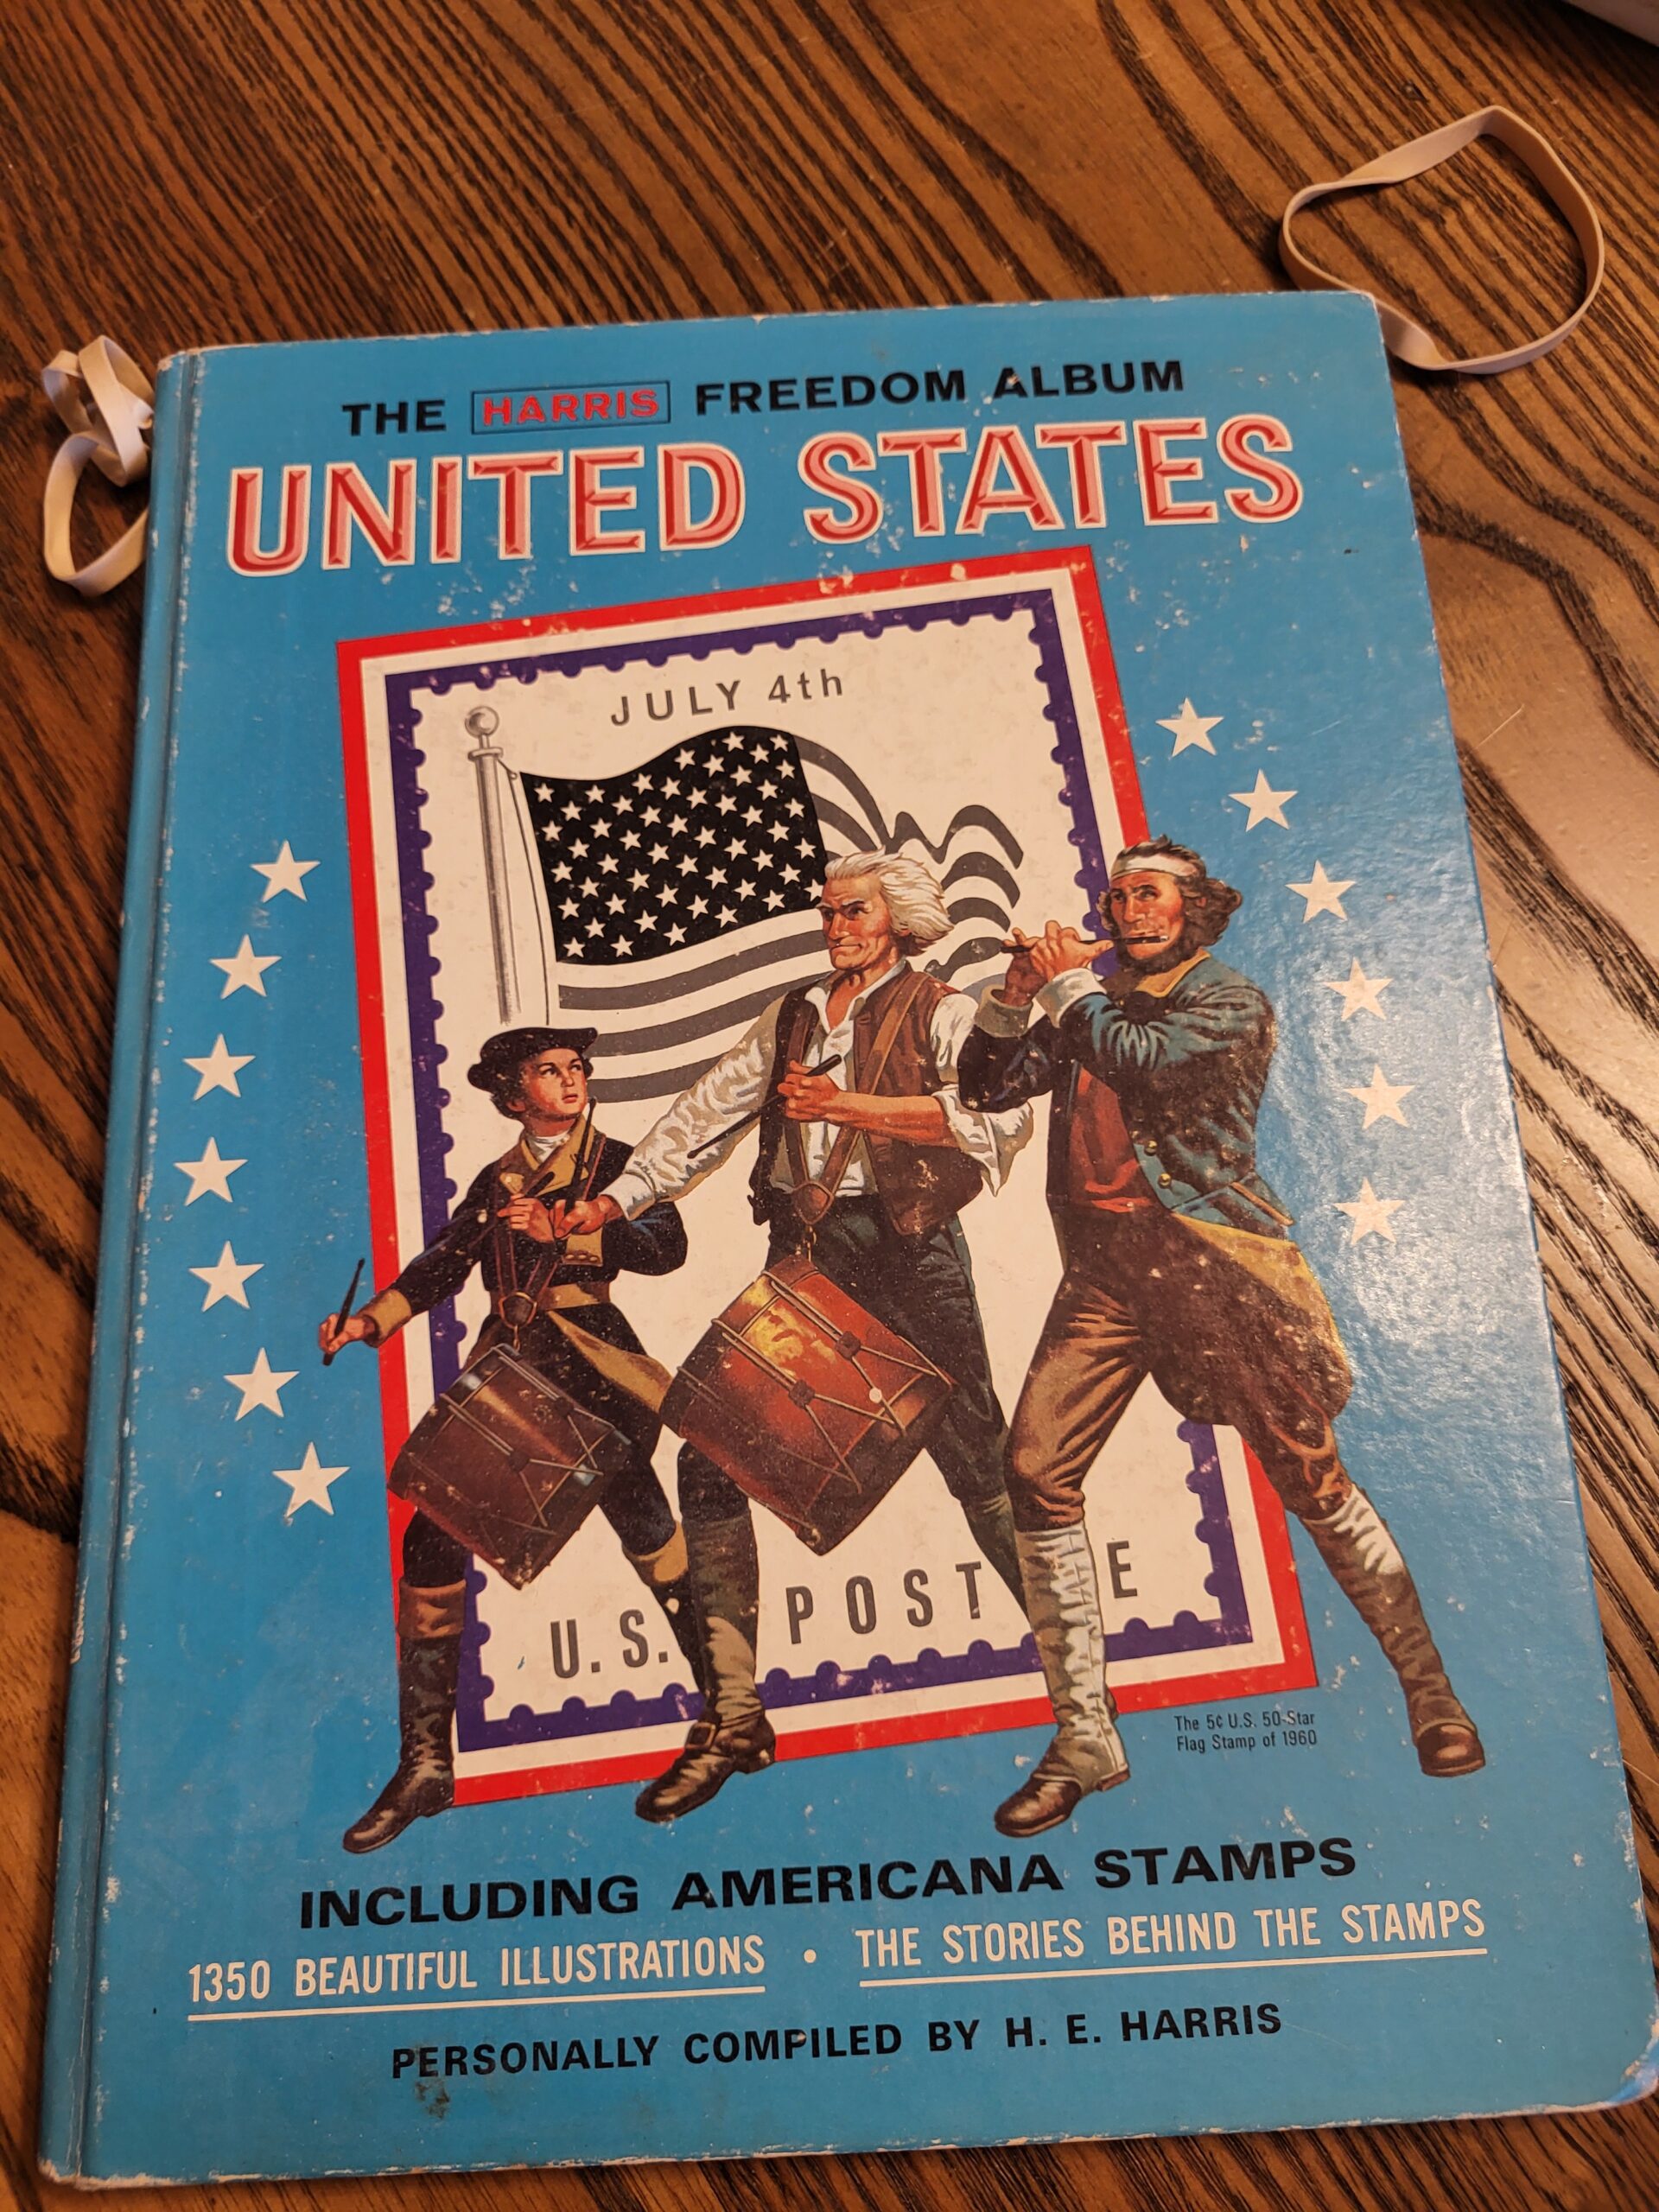 THE HARRIS FREEDOM ALBUM
UNITED STATES
JULY 4th
U.S. POST E
The 5¢ U.S. 50-Star
Flag Stamp of 1960
INCLUDING AMERICANA STAMPS
1350 BEAUTIFUL ILLUSTRATIONS • THE STORIES BEHIND THE STAMPS
PERSONALLY COMPILED BY H. E. HARRIS